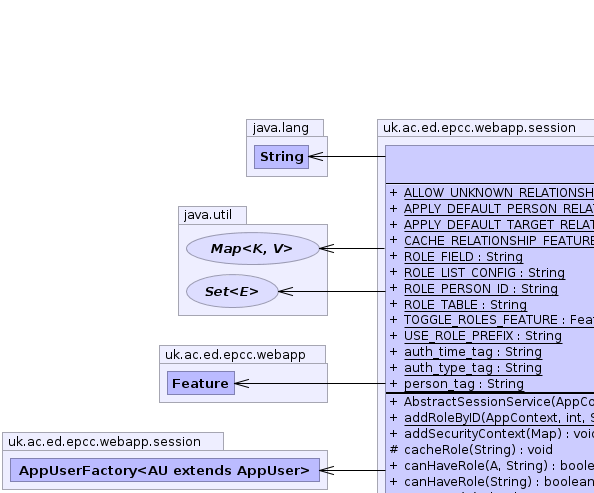 java.lang
String
java.util
Map<K, V>
Set<E>
uk.ac.ed.epcc.webapp
Feature
uk.ac.ed.epcc.webapp.session
AppUserFactory<AU extends AppUser>
uk.ac.ed.epcc.webapp.session
+ ALLOW_UNKNOWN_RELATIONSH
+ APPLY_DEFAULT_PERSON_RELA
+ APPLY_DEFAULT_TARGET_RELAT
+ CACHE_RELATIONSHIP_FEATURE
+ ROLE_FIELD : String
+ ROLE_LIST_CONFIG : String
+ ROLE_PERSON_ID : String
+ ROLE_TABLE : String
+ TOGGLE_ROLES_FEATURE : Feat
+ USE_ROLE_PREFIX : String
+ auth_time_tag : String
+ auth_type_tag : String
+ person_tag : String
+ AbstractSessionService(AppCo
+ addRoleByID(AppContext, int, S
+ addSecurityContext(Map) : void
# cacheRole(String) : void
+ canHaveRole(A, String) : boole
+ canHaveRole(String) : boolean